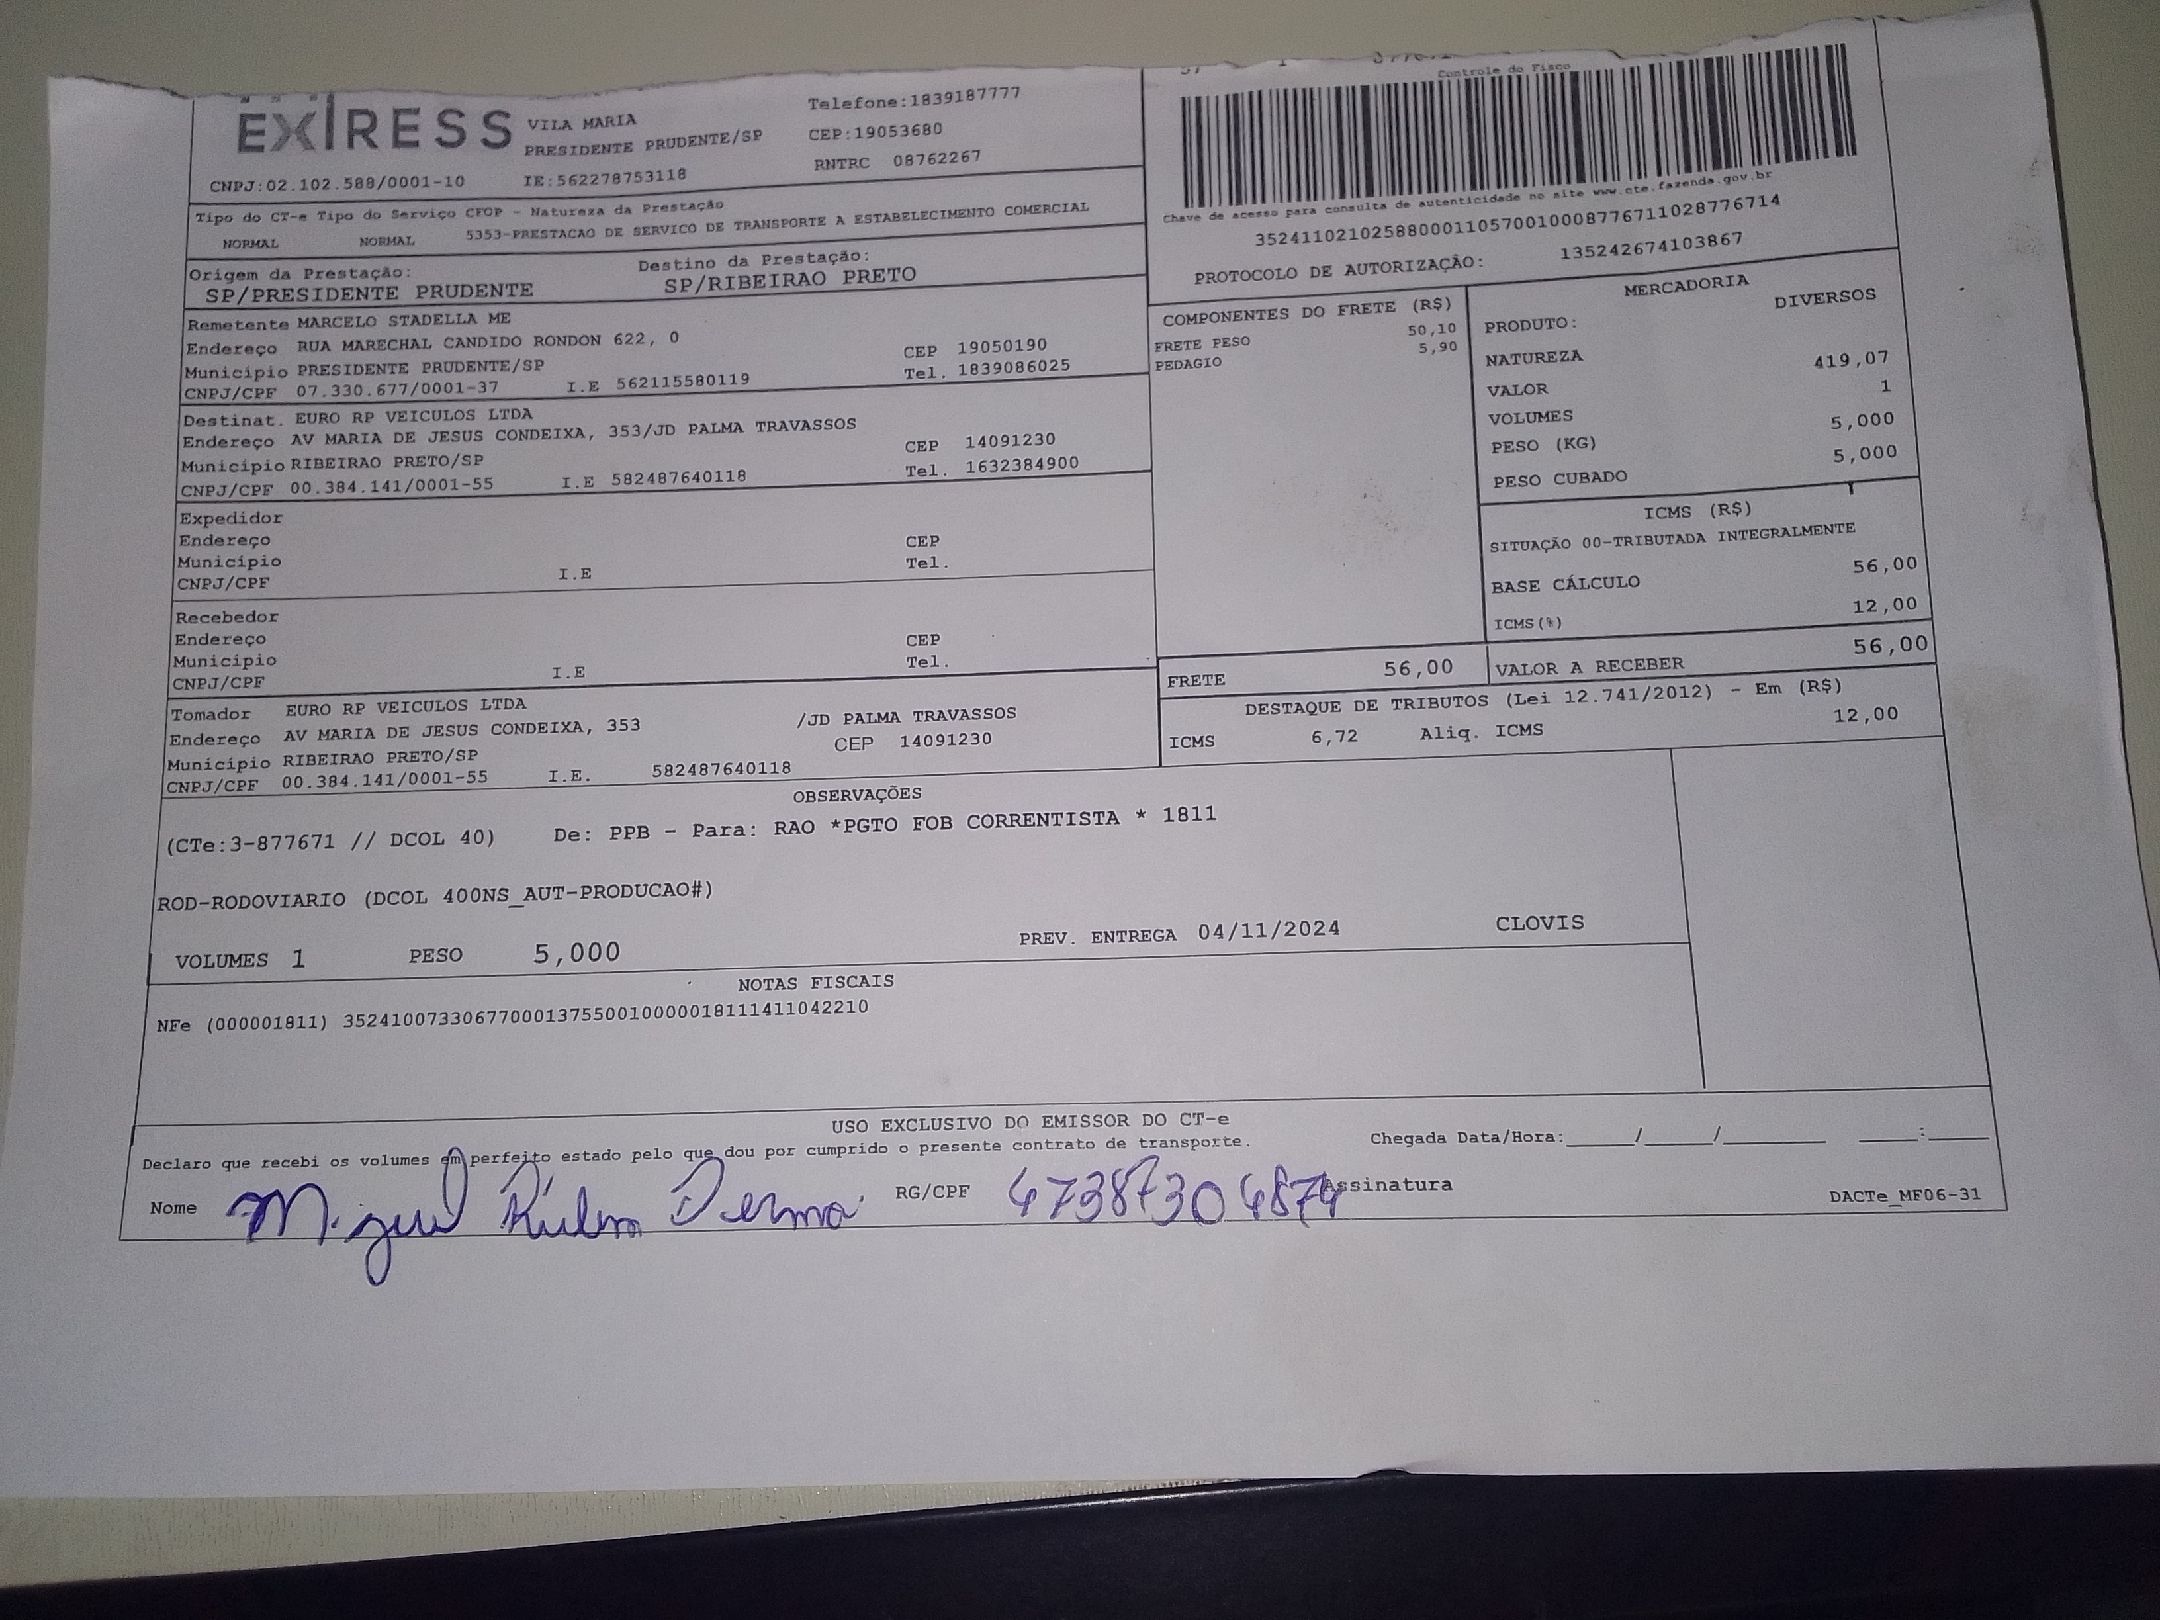 EXPRESS
VILA MARIA
PRESIDENTE PRUDENTE/SP
Telefone:1839187777
CEP:19053680
RNTRC 08762267
CNPJ:02.102.588/0001-10 IE:562278753118
Tipo do CT-e Tipo do Serviço CFOP - Natureza da Prestação
NORMAL NORMAL 5353-PRESTACAO DE SERVICO DE TRANSPORTE A ESTABELECIMENTO COMERCIAL
Origem da Prestação: Destino da Prestação:
SP/PRESIDENTE PRUDENTE SP/RIBEIRAO PRETO
Controle do Fisco
Chave de acesso para consulta de autenticidade no site www.cte.fazenda.gov.br
35241102102588000110570010008776711028776714
PROTOCOLO DE AUTORIZAÇÃO: 135242674103867
Remetente MARCELO STADELLA ME
Endereço RUA MARECHAL CANDIDO RONDON 622, 0 CEP 19050190
Município PRESIDENTE PRUDENTE/SP Tel. 1839086025
CNPJ/CPF 07.330.677/0001-37 I.E 562115580119
Destinat. EURO RP VEICULOS LTDA
Endereço AV MARIA DE JESUS CONDEIXA, 353/JD PALMA TRAVASSOS CEP 14091230
Município RIBEIRAO PRETO/SP Tel. 1632384900
CNPJ/CPF 00.384.141/0001-55 I.E 582487640118
Expedidor
Endereço CEP
Município Tel.
CNPJ/CPF I.E
Recebedor
Endereço CEP
Município Tel.
CNPJ/CPF I.E
Tomador EURO RP VEICULOS LTDA
Endereço AV MARIA DE JESUS CONDEIXA, 353 /JD PALMA TRAVASSOS
Município RIBEIRAO PRETO/SP CEP 14091230
CNPJ/CPF 00.384.141/0001-55 I.E. 582487640118
COMPONENTES DO FRETE (R$)
FRETE PESO 50,10
PEDAGIO 5,90
MERCADORIA
PRODUTO: DIVERSOS
NATUREZA
VALOR 419,07
VOLUMES 1
PESO (KG) 5,000
PESO CUBADO 5,000
ICMS (R$)
SITUAÇÃO 00-TRIBUTADA INTEGRALMENTE
BASE CÁLCULO 56,00
ICMS(%) 12,00
FRETE 56,00 VALOR A RECEBER 56,00
DESTAQUE DE TRIBUTOS (Lei 12.741/2012) - Em (R$)
ICMS 6,72 Aliq. ICMS 12,00
OBSERVAÇÕES
(CTe:3-877671 // DCOL 40) De: PPB - Para: RAO *PGTO FOB CORRENTISTA * 1811
ROD-RODOVIARIO (DCOL 400NS_AUT-PRODUCAO#)
VOLUMES 1 PESO 5,000 PREV. ENTREGA 04/11/2024 CLOVIS
NOTAS FISCAIS
NFe (000001811) 35241007330677000137550010000018111411042210
USO EXCLUSIVO DO EMISSOR DO CT-e
Declaro que recebi os volumes em perfeito estado pelo que dou por cumprido o presente contrato de transporte. Chegada Data/Hora:_____/_____/_______ ____:____
Nome Miguel RG/CPF 47387304874 Assinatura
DACTe_MF06-31